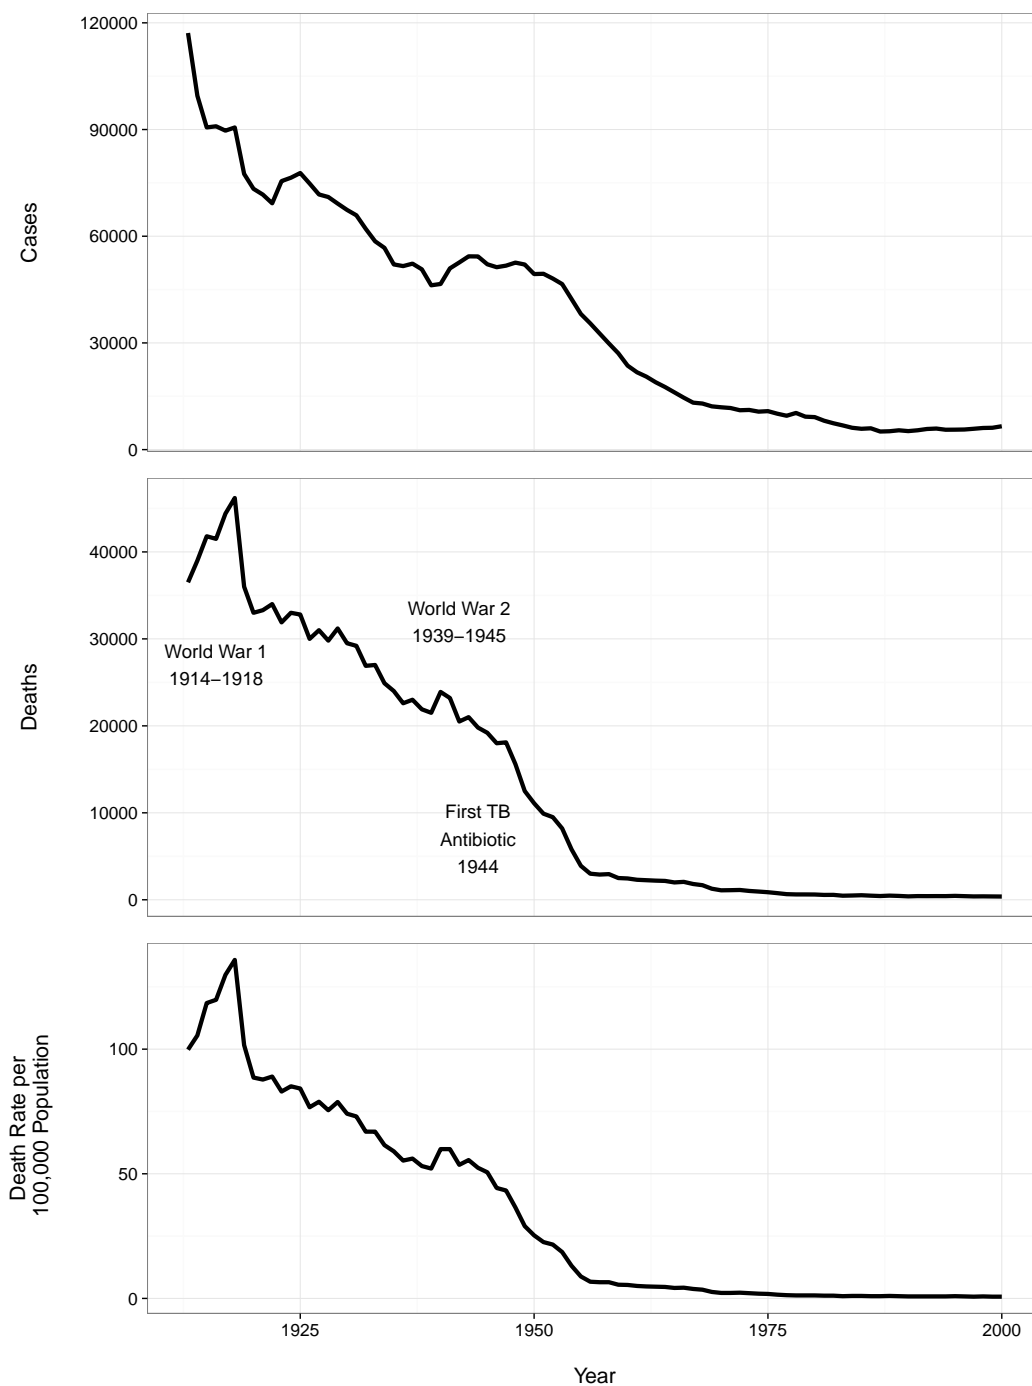 120000
90000
60000
30000
0
Cases
40000
30000
20000
10000
0
Deaths
World War 1
1914–1918
World War 2
1939–1945
First TB
Antibiotic
1944
100
50
0
Death Rate per
100,000 Population
1925
1950
1975
2000
Year